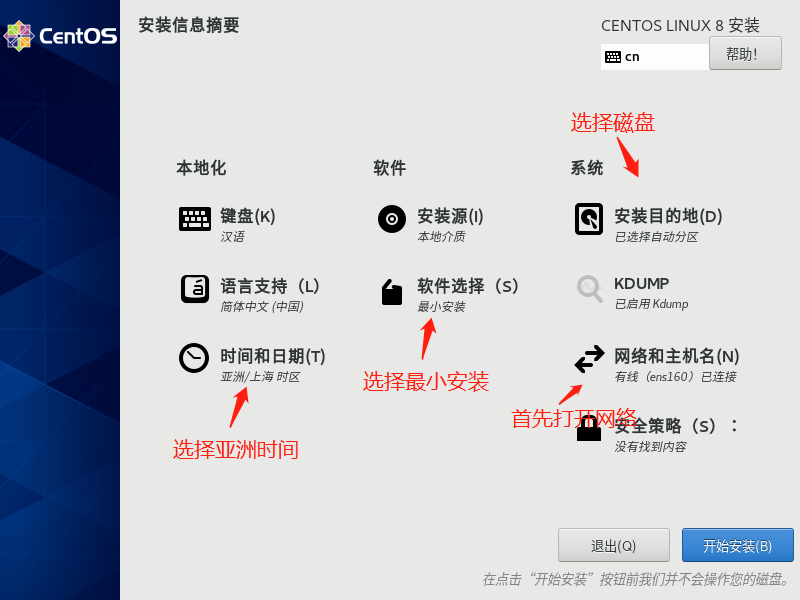 CentOS
安装信息摘要
CENTOS LINUX 8 安装
cn
帮助！
选择磁盘
本地化
软件
系统
键盘(K)
汉语
安装源(I)
本地介质
安装目的地(D)
已选择自动分区
语言支持（L）
简体中文 (中国)
软件选择（S）
最小安装
KDUMP
已启用 Kdump
时间和日期(T)
亚洲/上海 时区
网络和主机名(N)
有线（ens160）已连接
选择最小安装
首先打开网络
选择亚洲时间
安全策略（S）：
没有找到内容
退出(Q)
开始安装(B)
在点击“开始安装”按钮前我们并不会操作您的磁盘。